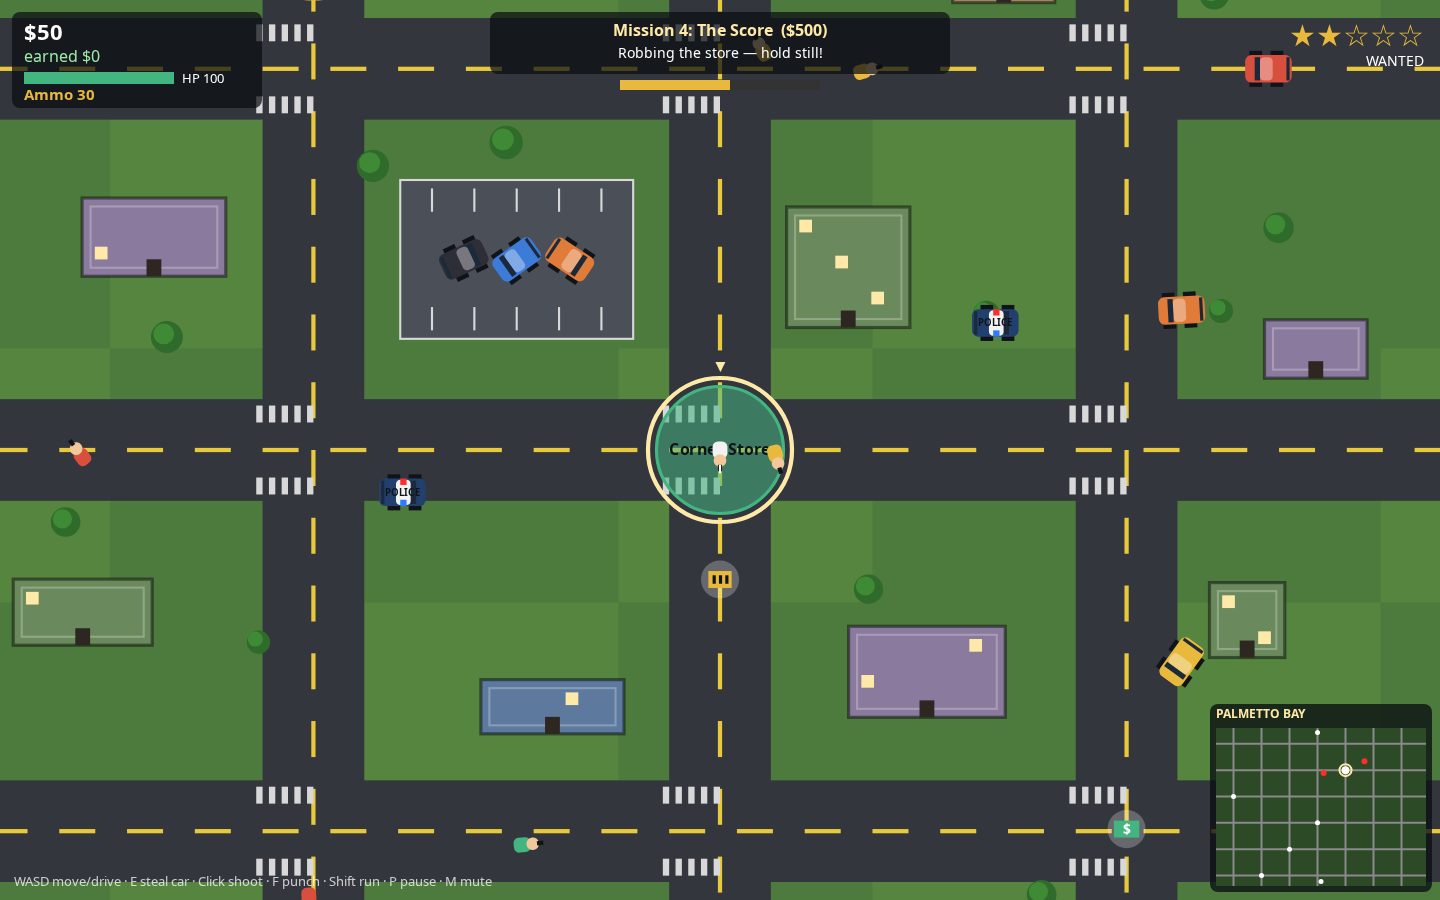 $50
earned $0
HP 100
Ammo 30
Mission 4: The Score ($500)
Robbing the store — hold still!
WANTED
POLICE
Corner Store
POLICE
$
PALMETTO BAY
WASD move/drive · E steal car · Click shoot · F punch · Shift run · P pause · M mute